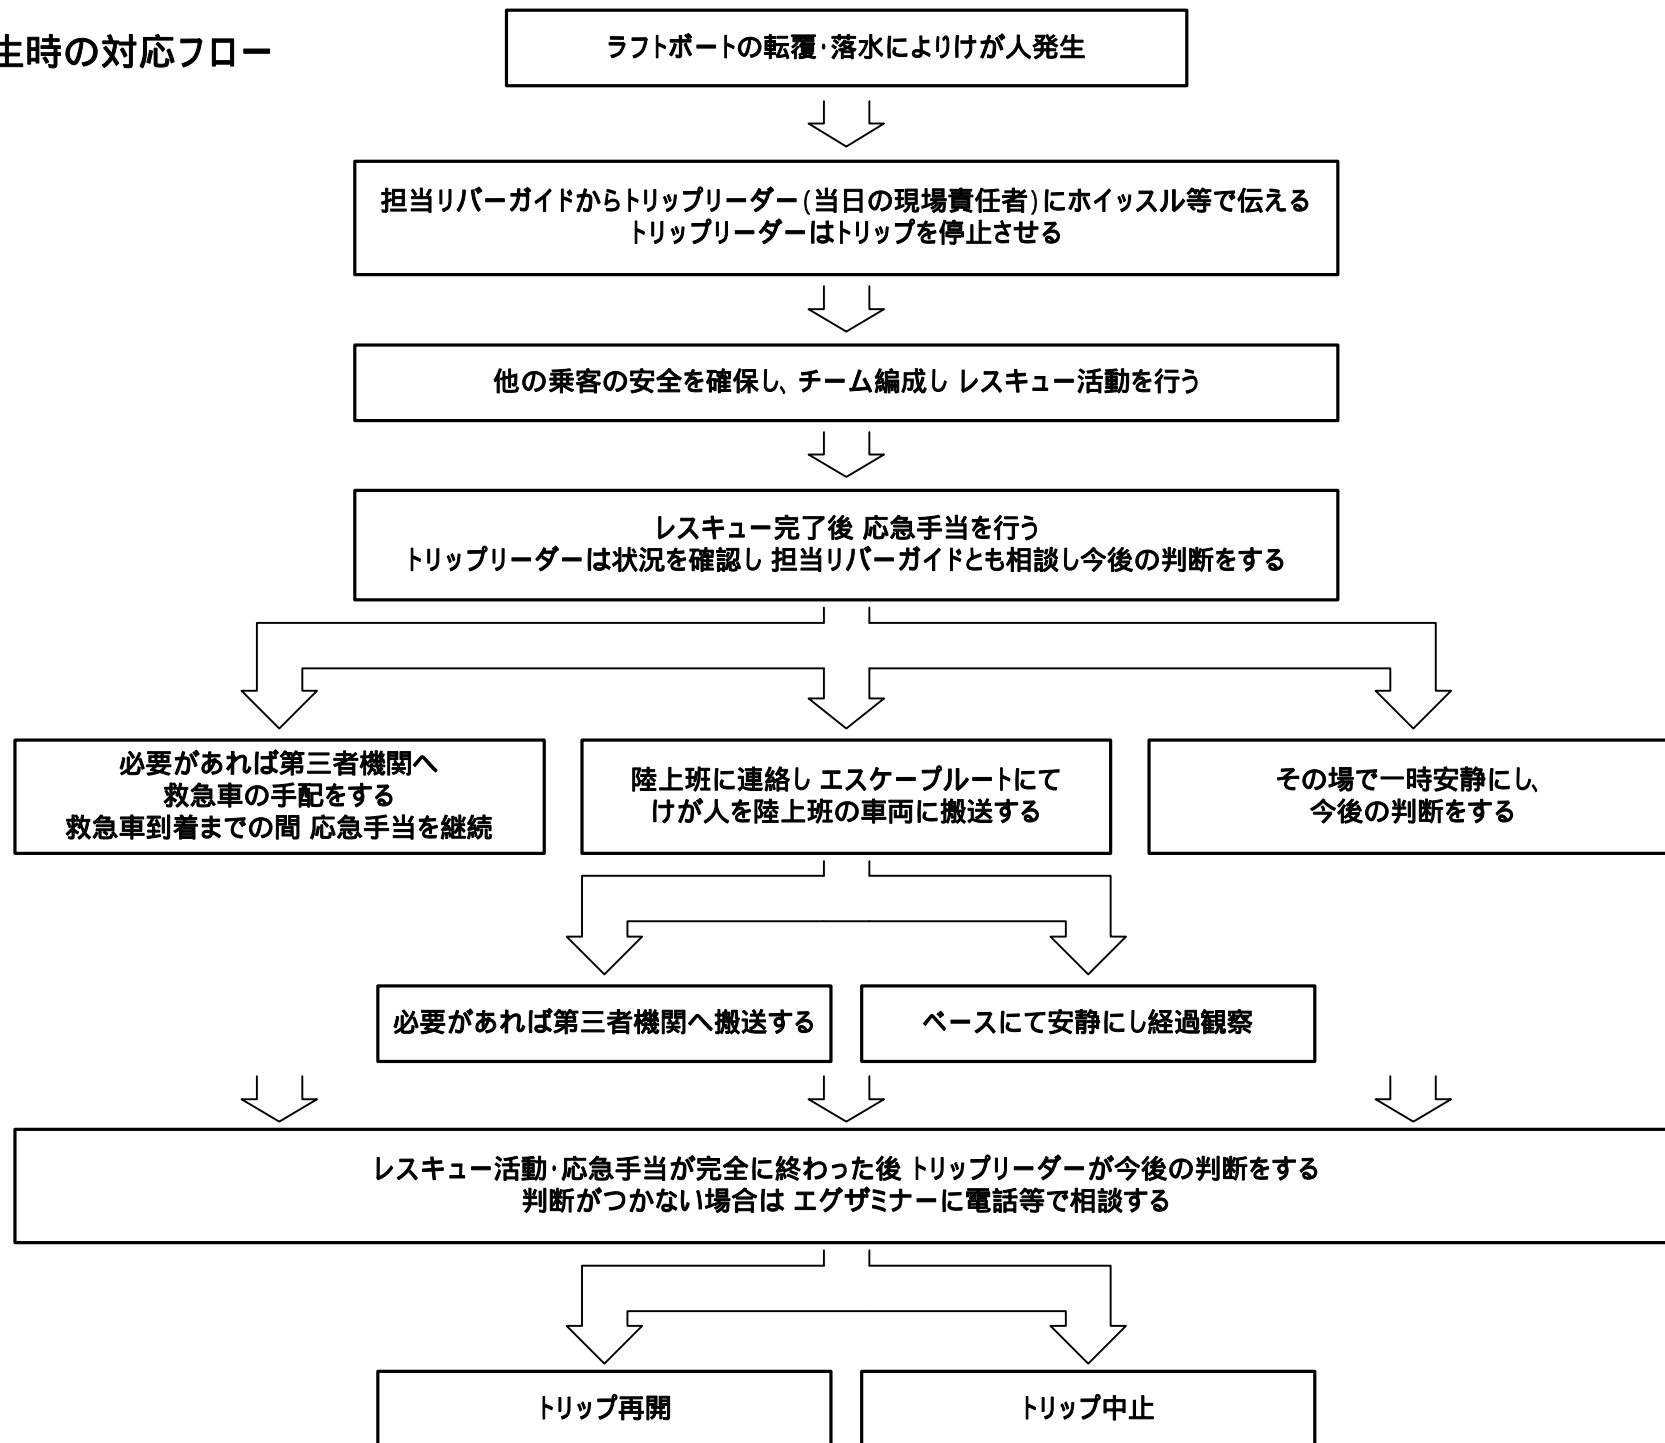 生時の対応フロー
ラフトボートの転覆・落水によりけが人発生
担当リバーガイドからトリップリーダー(当日の現場責任者)にホイッスル等で伝える
トリップリーダーはトリップを停止させる
他の乗客の安全を確保し、チーム編成し レスキュー活動を行う
レスキュー完了後 応急手当を行う
トリップリーダーは状況を確認し 担当リバーガイドとも相談し今後の判断をする
必要があれば第三者機関へ
救急車の手配をする
救急車到着までの間 応急手当を継続
陸上班に連絡し エスケープルートにて
けが人を陸上班の車両に搬送する
その場で一時安静にし、
今後の判断をする
必要があれば第三者機関へ搬送する
ベースにて安静にし経過観察
レスキュー活動・応急手当が完全に終わった後 トリップリーダーが今後の判断をする
判断がつかない場合は エグザミナーに電話等で相談する
トリップ再開
トリップ中止